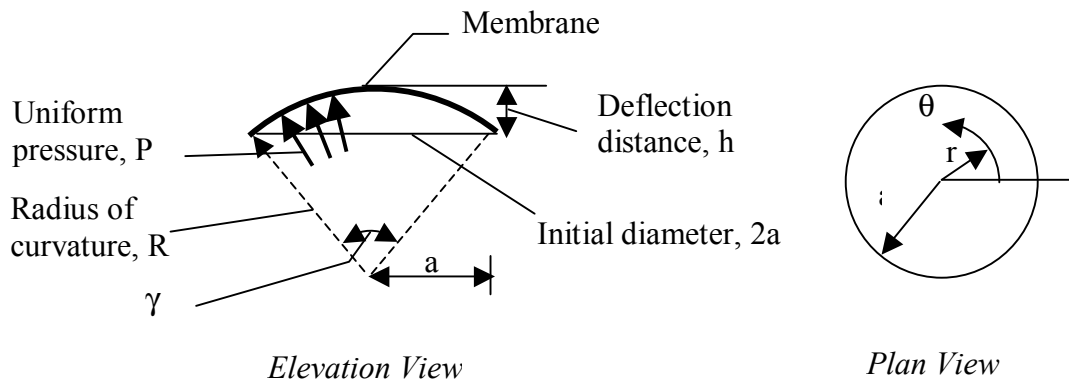 Membrane
Uniform
pressure, P
Deflection
distance, h
Radius of
curvature, R
Initial diameter, 2a
a
γ
θ
r
Elevation View
Plan View